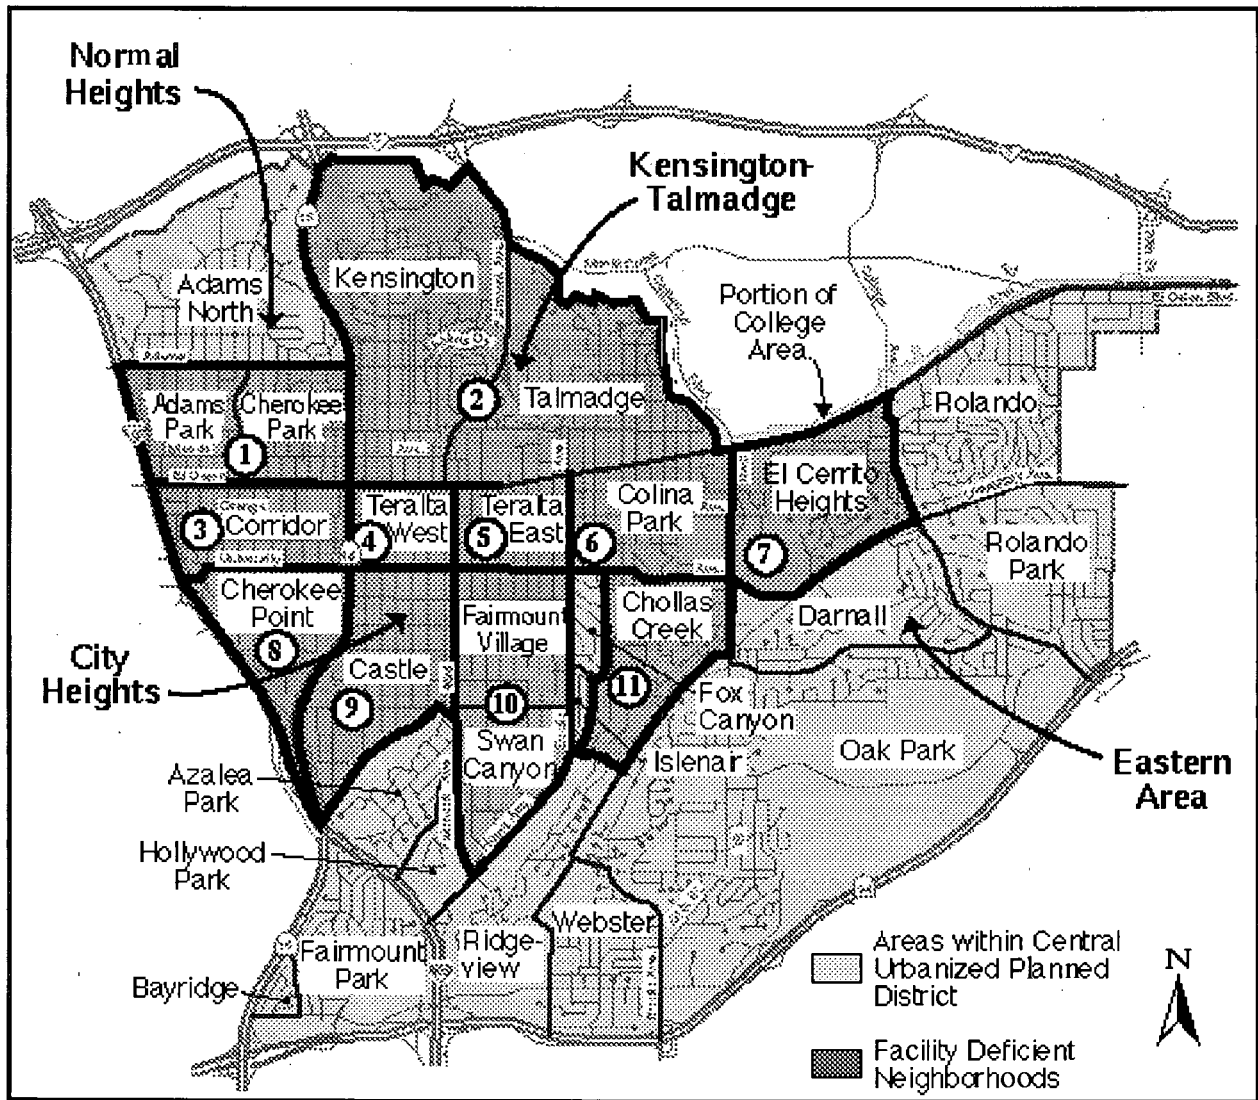 Normal
Heights
Kensington-
Talmadge
Kensington
Adams
North
Portion of
College
Area
Adams
Park
Cherokee
Park
1
2
Talmadge
Rolando
El Cerrito
Heights
Colina
Park
Teralta
West
Teralta
East
3
Corridor
4
5
6
7
Rolando
Park
Cherokee
Point
Fairmount
Village
Chollas
Creek
Darnall
8
City
Heights
Castle
9
10
11
Fox
Canyon
Swan
Canyon
Islenair
Oak Park
Eastern
Area
Azalea
Park
Hollywood
Park
Webster
Fairmount
Park
Ridge-
view
Bayridge
Areas within Central
Urbanized Planned
District
Facility Deficient
Neighborhoods
N